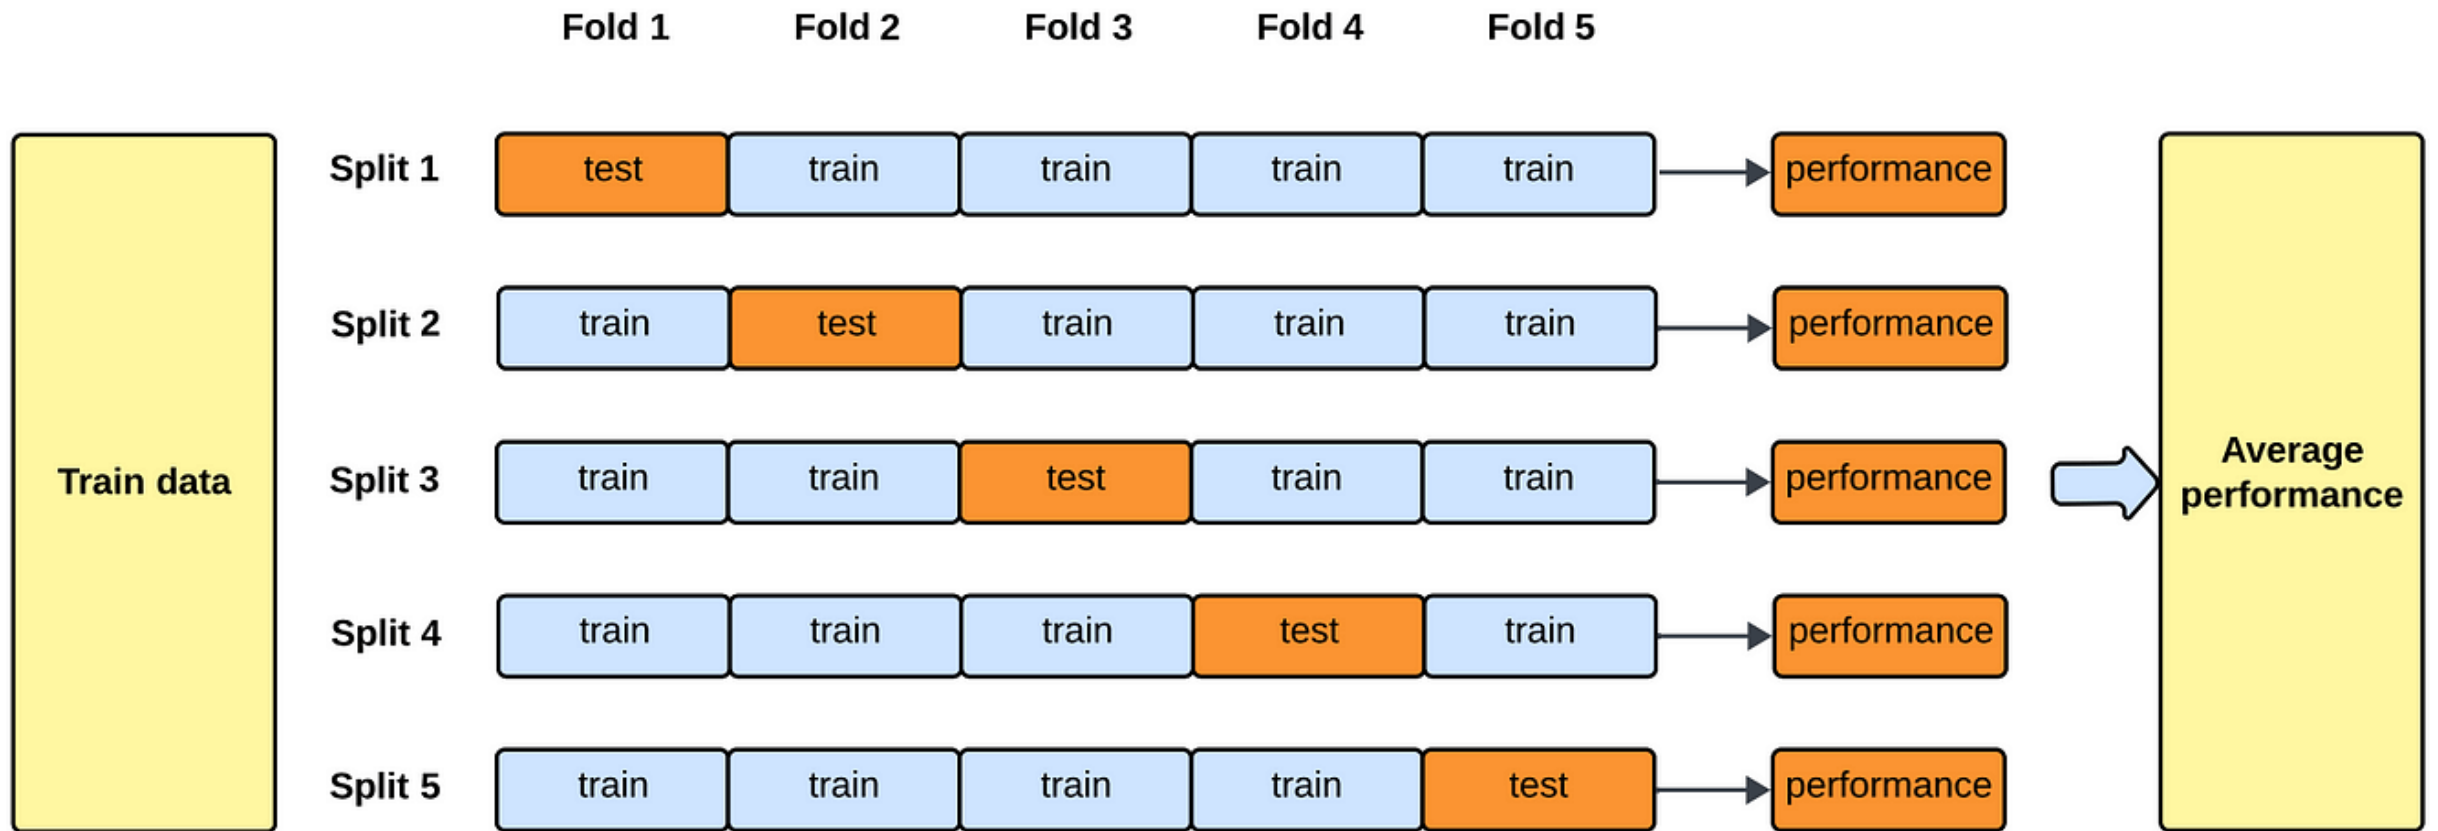 Fold 1 Fold 2 Fold 3 Fold 4 Fold 5
Split 1 test train train train train performance
Split 2 train test train train train performance
Train data
Split 3 train train test train train performance
Average
performance
Split 4 train train train test train performance
Split 5 train train train train test performance